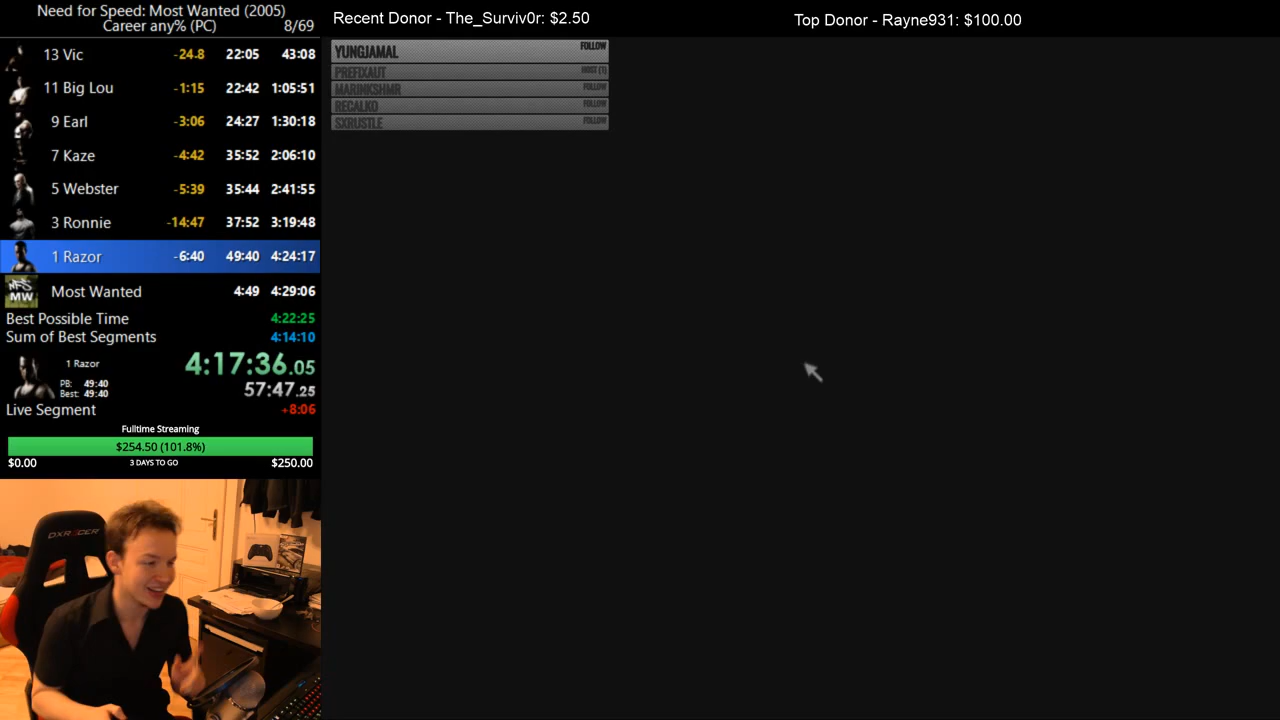 Need for Speed: Most Wanted (2005)
Career any% (PC) 8/69
13 Vic -24.8 22:05 43:08
11 Big Lou -1:15 22:42 1:05:51
9 Earl -3:06 24:27 1:30:18
7 Kaze -4:42 35:52 2:06:10
5 Webster -5:39 35:44 2:41:55
3 Ronnie -14:47 37:52 3:19:48
1 Razor -6:40 49:40 4:24:17
NFS
MW
Most Wanted 4:49 4:29:06
Best Possible Time 4:22:25
Sum of Best Segments 4:14:10
1 Razor 4:17:36.05
PB: 49:40
Best: 49:40
57:47.25
Live Segment +8:06
Fulltime Streaming
$254.50 (101.8%)
$0.00 3 DAYS TO GO $250.00
DXRACER
Recent Donor - The_Surviv0r: $2.50
Top Donor - Rayne931: $100.00
YUNGJAMAL FOLLOW
PREFIXAUT HOST (1)
MARINKSHMR FOLLOW
RECALKO FOLLOW
SXRUSTLE FOLLOW